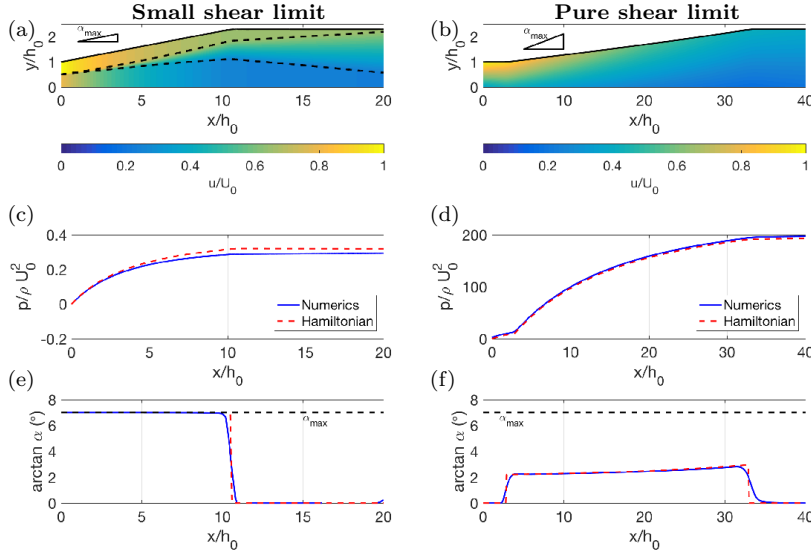 Small shear limit
Pure shear limit
(a)
α_max
y/h_0
2
1
0
0 5 10 15 20
x/h_0
(b)
α_max
y/h_0
2
1
0
0 10 20 30 40
x/h_0
0 0.2 0.4 0.6 0.8 1
u/U_0
0 0.2 0.4 0.6 0.8 1
u/U_0
(c)
p/ρ U_0^2
0.4
0.2
0
-0.2
Numerics
Hamiltonian
0 5 10 15 20
x/h_0
(d)
p/ρ U_0^2
200
100
0
Numerics
Hamiltonian
0 10 20 30 40
x/h_0
(e)
arctan α (°)
8
6
4
2
0
α_max
0 5 10 15 20
x/h_0
(f)
arctan α (°)
8
6
4
2
0
α_max
0 10 20 30 40
x/h_0